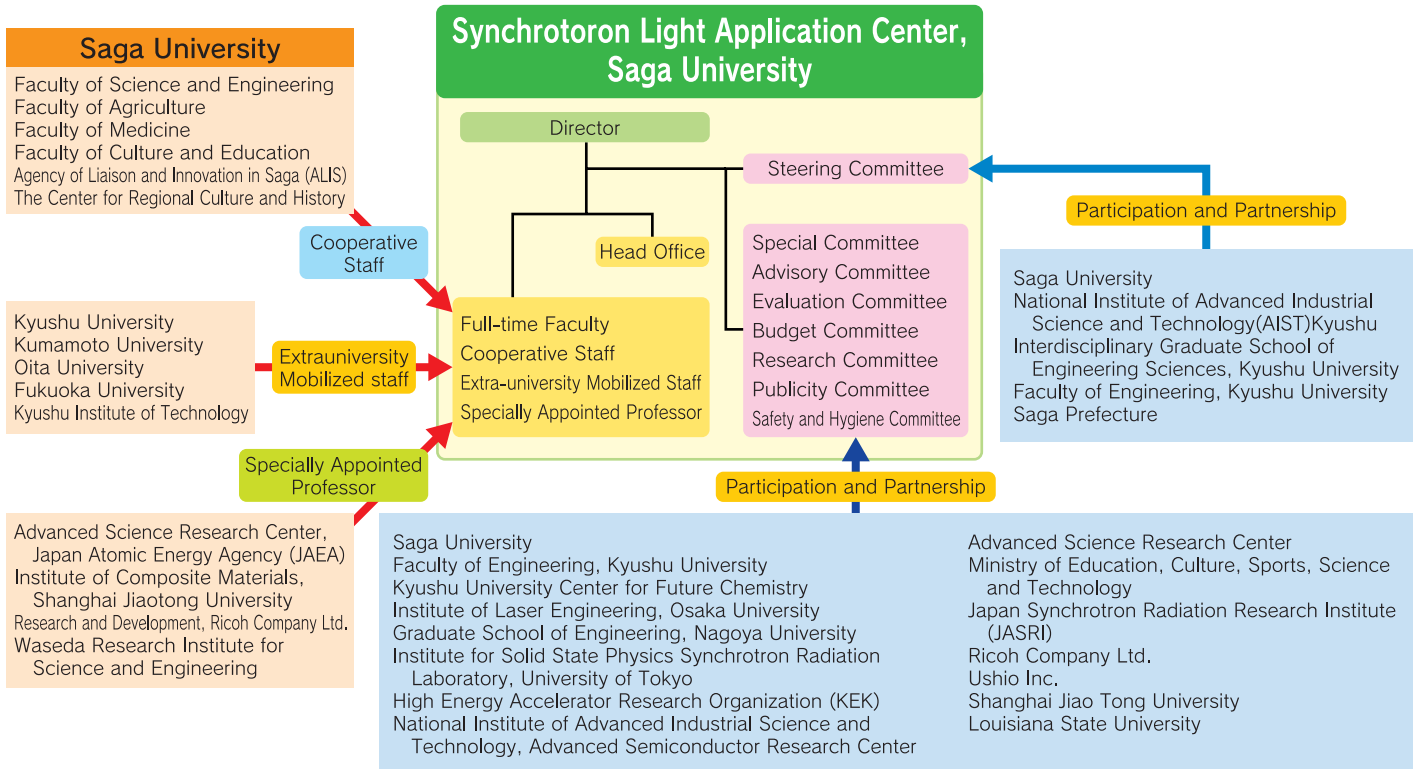 Saga University
Faculty of Science and Engineering
Faculty of Agriculture
Faculty of Medicine
Faculty of Culture and Education
Agency of Liaison and Innovation in Saga (ALIS)
The Center for Regional Culture and History
Cooperative
Staff
Kyushu University
Kumamoto University
Oita University
Fukuoka University
Kyushu Institute of Technology
Extrauniversity
Mobilized staff
Specially Appointed
Professor
Advanced Science Research Center,
Japan Atomic Energy Agency (JAEA)
Institute of Composite Materials,
Shanghai Jiaotong University
Research and Development, Ricoh Company Ltd.
Waseda Research Institute for
Science and Engineering
Synchrotoron Light Application Center,
Saga University
Director
Steering Committee
Head Office
Full-time Faculty
Cooperative Staff
Extra-university Mobilized Staff
Specially Appointed Professor
Special Committee
Advisory Committee
Evaluation Committee
Budget Committee
Research Committee
Publicity Committee
Safety and Hygiene Committee
Participation and Partnership
Saga University
National Institute of Advanced Industrial
Science and Technology(AIST)Kyushu
Interdisciplinary Graduate School of
Engineering Sciences, Kyushu University
Faculty of Engineering, Kyushu University
Saga Prefecture
Participation and Partnership
Saga University
Faculty of Engineering, Kyushu University
Kyushu University Center for Future Chemistry
Institute of Laser Engineering, Osaka University
Graduate School of Engineering, Nagoya University
Institute for Solid State Physics Synchrotron Radiation
Laboratory, University of Tokyo
High Energy Accelerator Research Organization (KEK)
National Institute of Advanced Industrial Science and
Technology, Advanced Semiconductor Research Center
Advanced Science Research Center
Ministry of Education, Culture, Sports, Science
and Technology
Japan Synchrotron Radiation Research Institute
(JASRI)
Ricoh Company Ltd.
Ushio Inc.
Shanghai Jiao Tong University
Louisiana State University